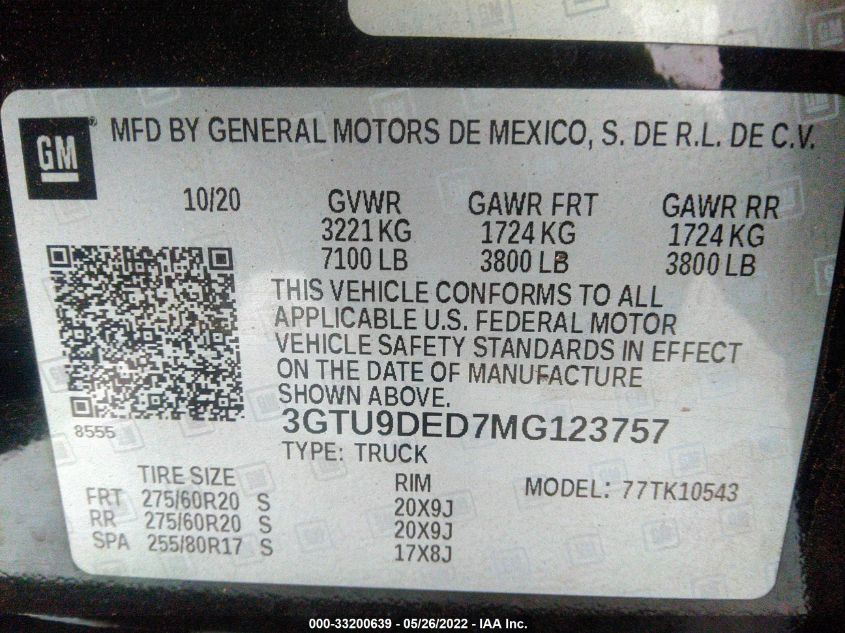 GM
MFD BY GENERAL MOTORS DE MEXICO, S. DE R.L. DE C.V.
10/20 GVWR GAWR FRT GAWR RR
3221 KG 1724 KG 1724 KG
7100 LB 3800 LB 3800 LB
THIS VEHICLE CONFORMS TO ALL
APPLICABLE U.S. FEDERAL MOTOR
VEHICLE SAFETY STANDARDS IN EFFECT
ON THE DATE OF MANUFACTURE
SHOWN ABOVE.
8555 3GTU9DED7MG123757
TYPE: TRUCK
TIRE SIZE RIM MODEL: 77TK10543
FRT 275/60R20 S 20X9J
RR 275/60R20 S 20X9J
SPA 255/80R17 S 17X8J
000-33200639 - 05/26/2022 - IAA Inc.